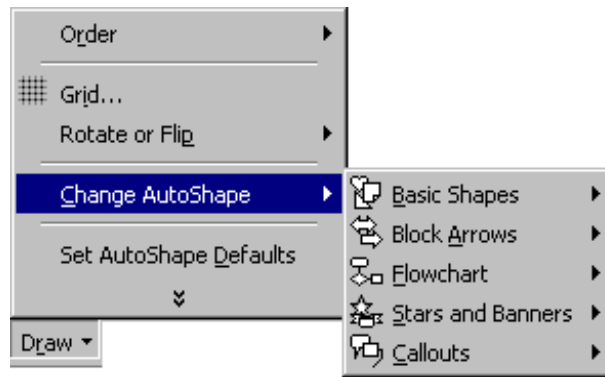 Order
Grid...
Rotate or Flip
Change AutoShape
Set AutoShape Defaults
Draw
Basic Shapes
Block Arrows
Flowchart
Stars and Banners
Callouts